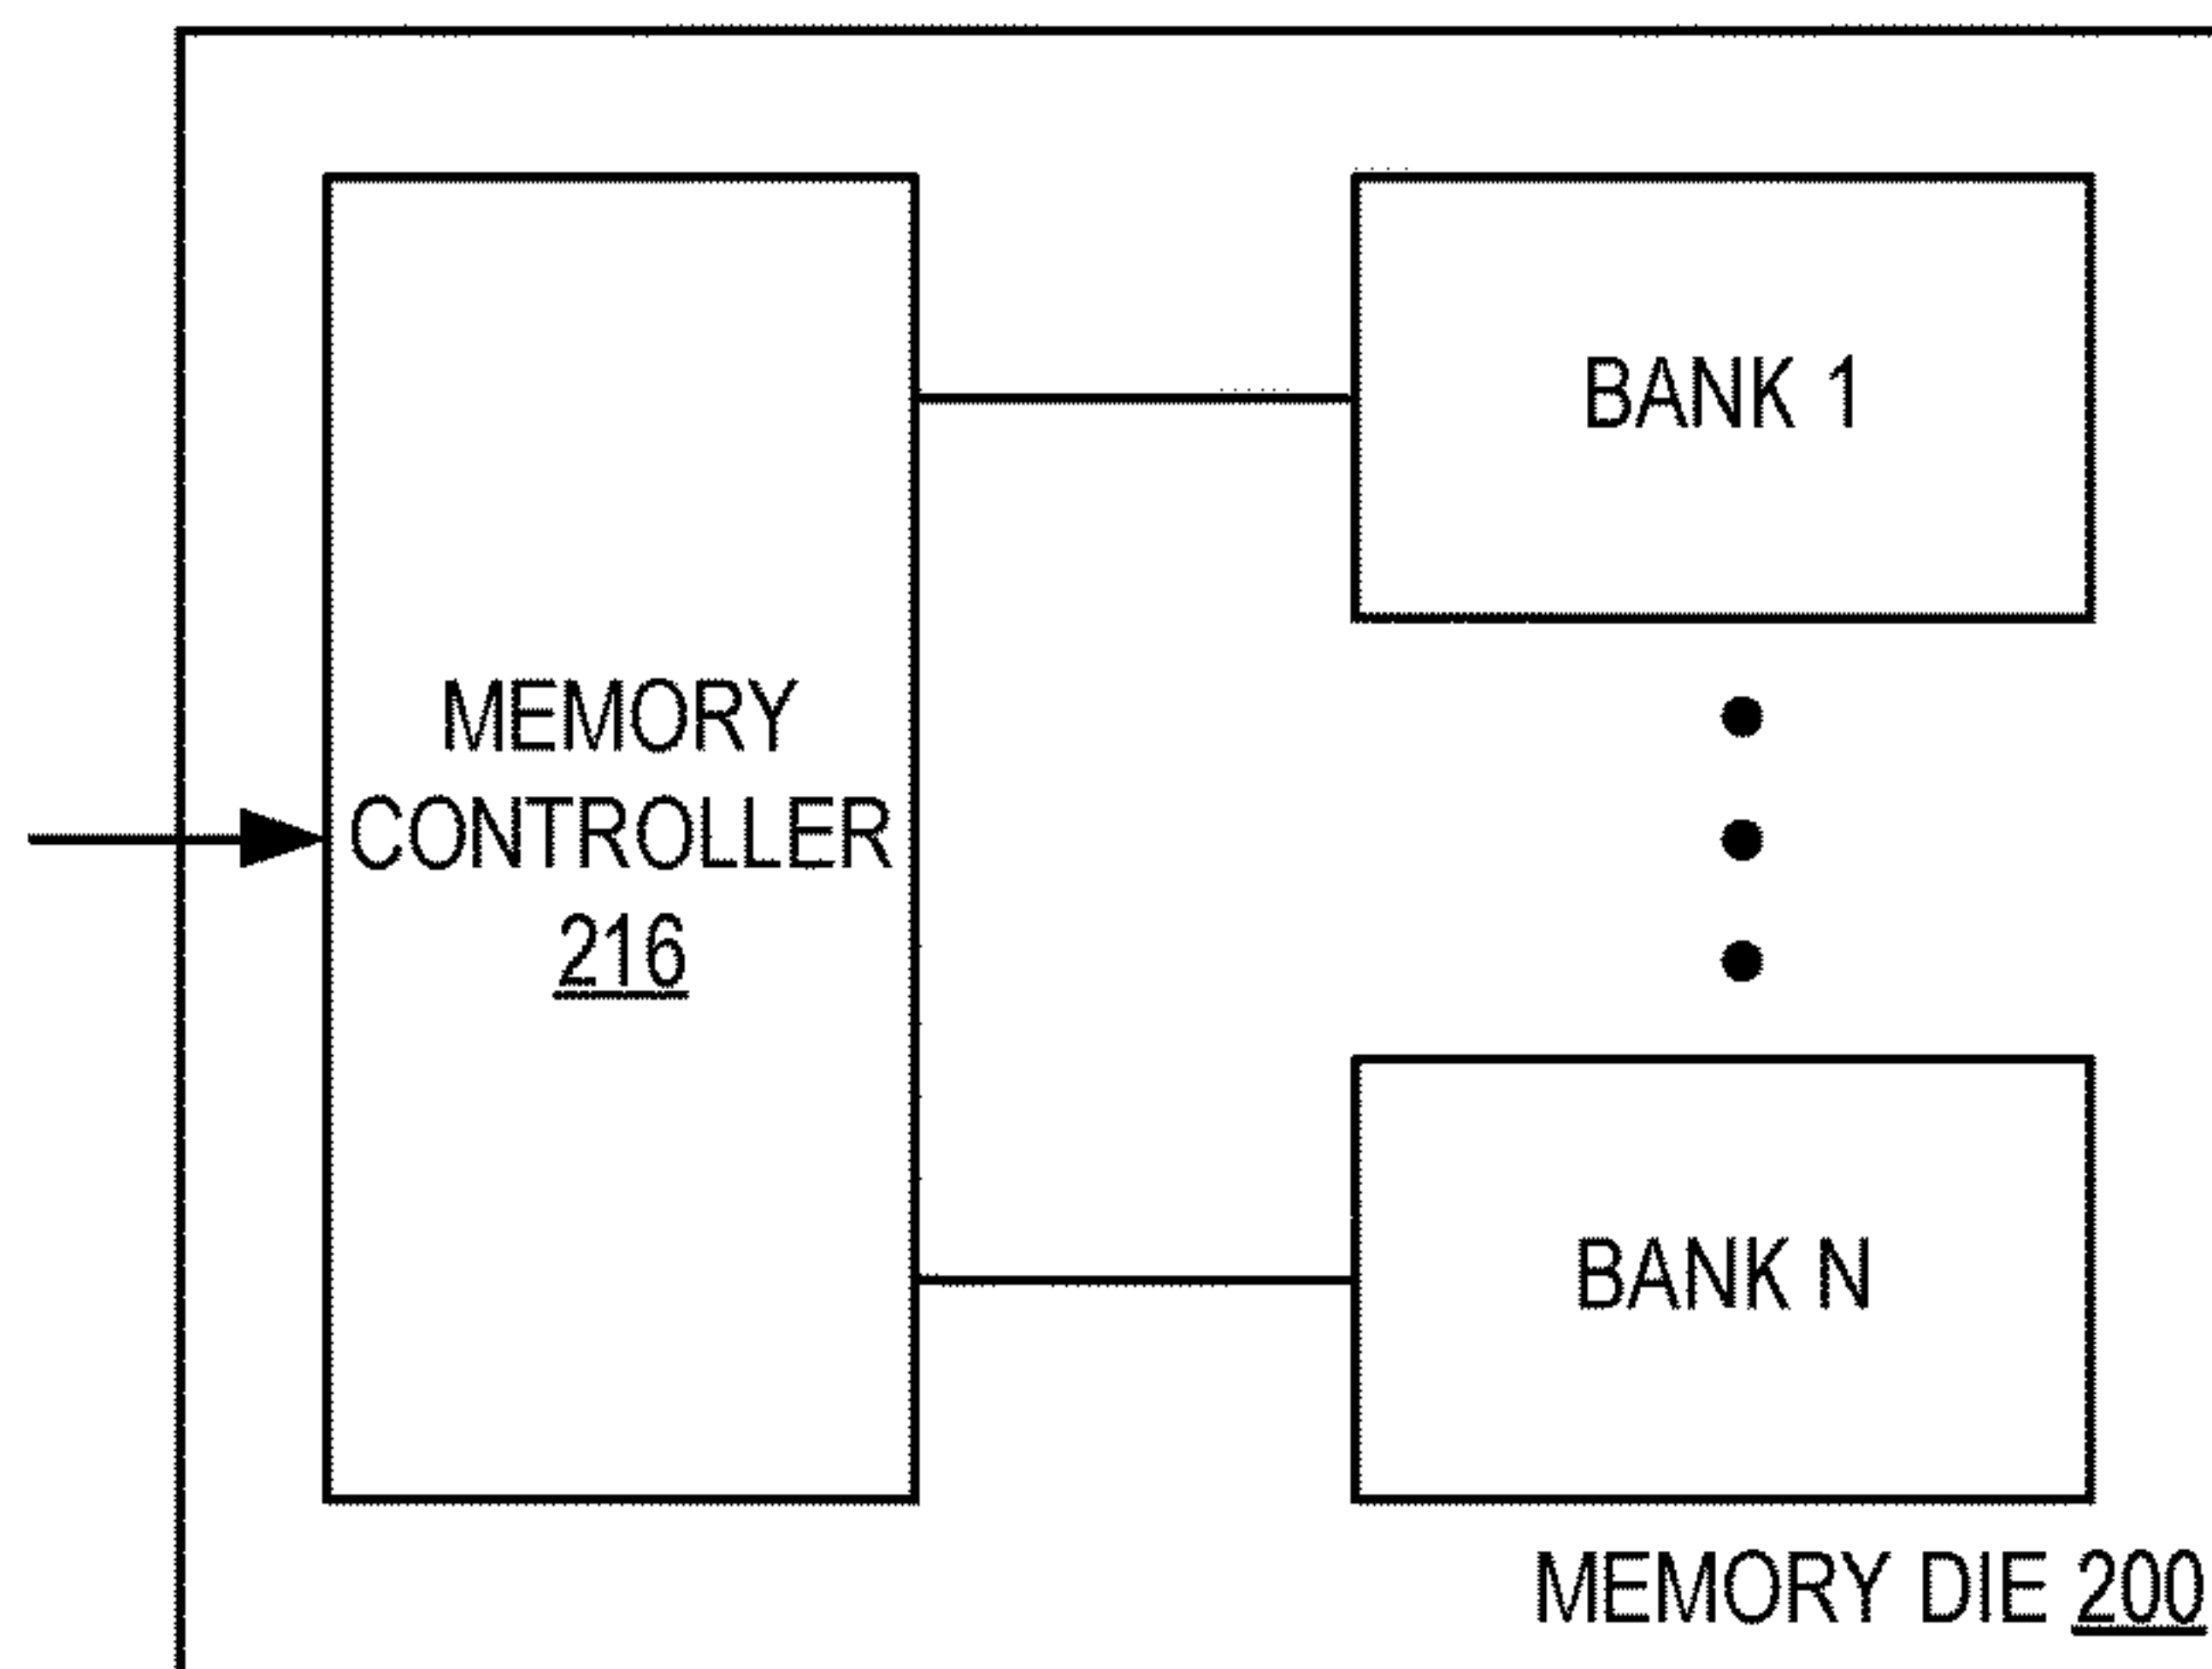 BANK 1
MEMORY
CONTROLLER
216
BANK N
MEMORY DIE 200